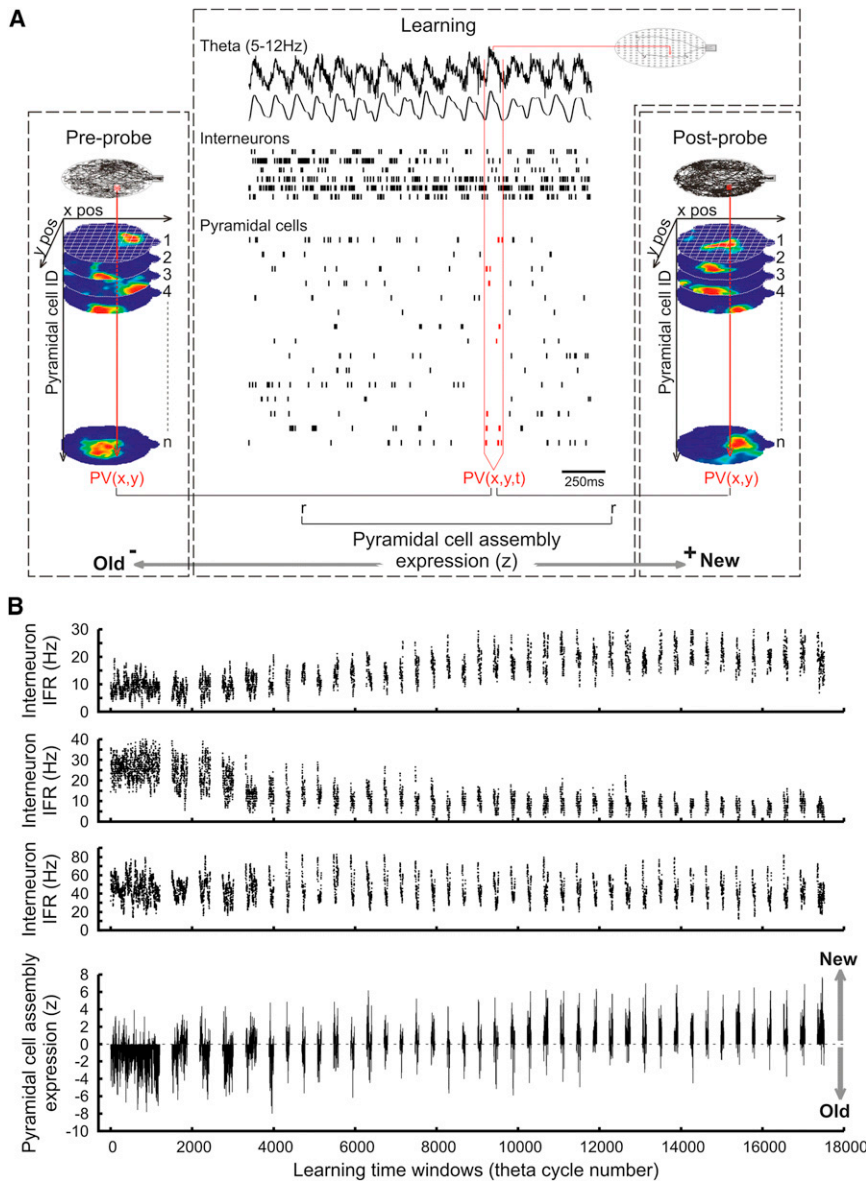 A
Learning
Theta (5-12Hz)
Pre-probe
x pos
y pos
Pyramidal cell ID
1
2
3
4
n
PV(x,y)
Interneurons
Pyramidal cells
PV(x,y,t)
250ms
Post-probe
x pos
y pos
Pyramidal cell ID
1
2
3
4
n
PV(x,y)
r
r
Pyramidal cell assembly
expression (z)
Old -
+ New
B
Interneuron
IFR (Hz)
30
20
10
0
Interneuron
IFR (Hz)
40
30
20
10
0
Interneuron
IFR (Hz)
80
60
40
20
0
Pyramidal cell assembly
expression (z)
8
6
4
2
0
-2
-4
-6
-8
-10
New
Old
0 2000 4000 6000 8000 10000 12000 14000 16000 18000
Learning time windows (theta cycle number)